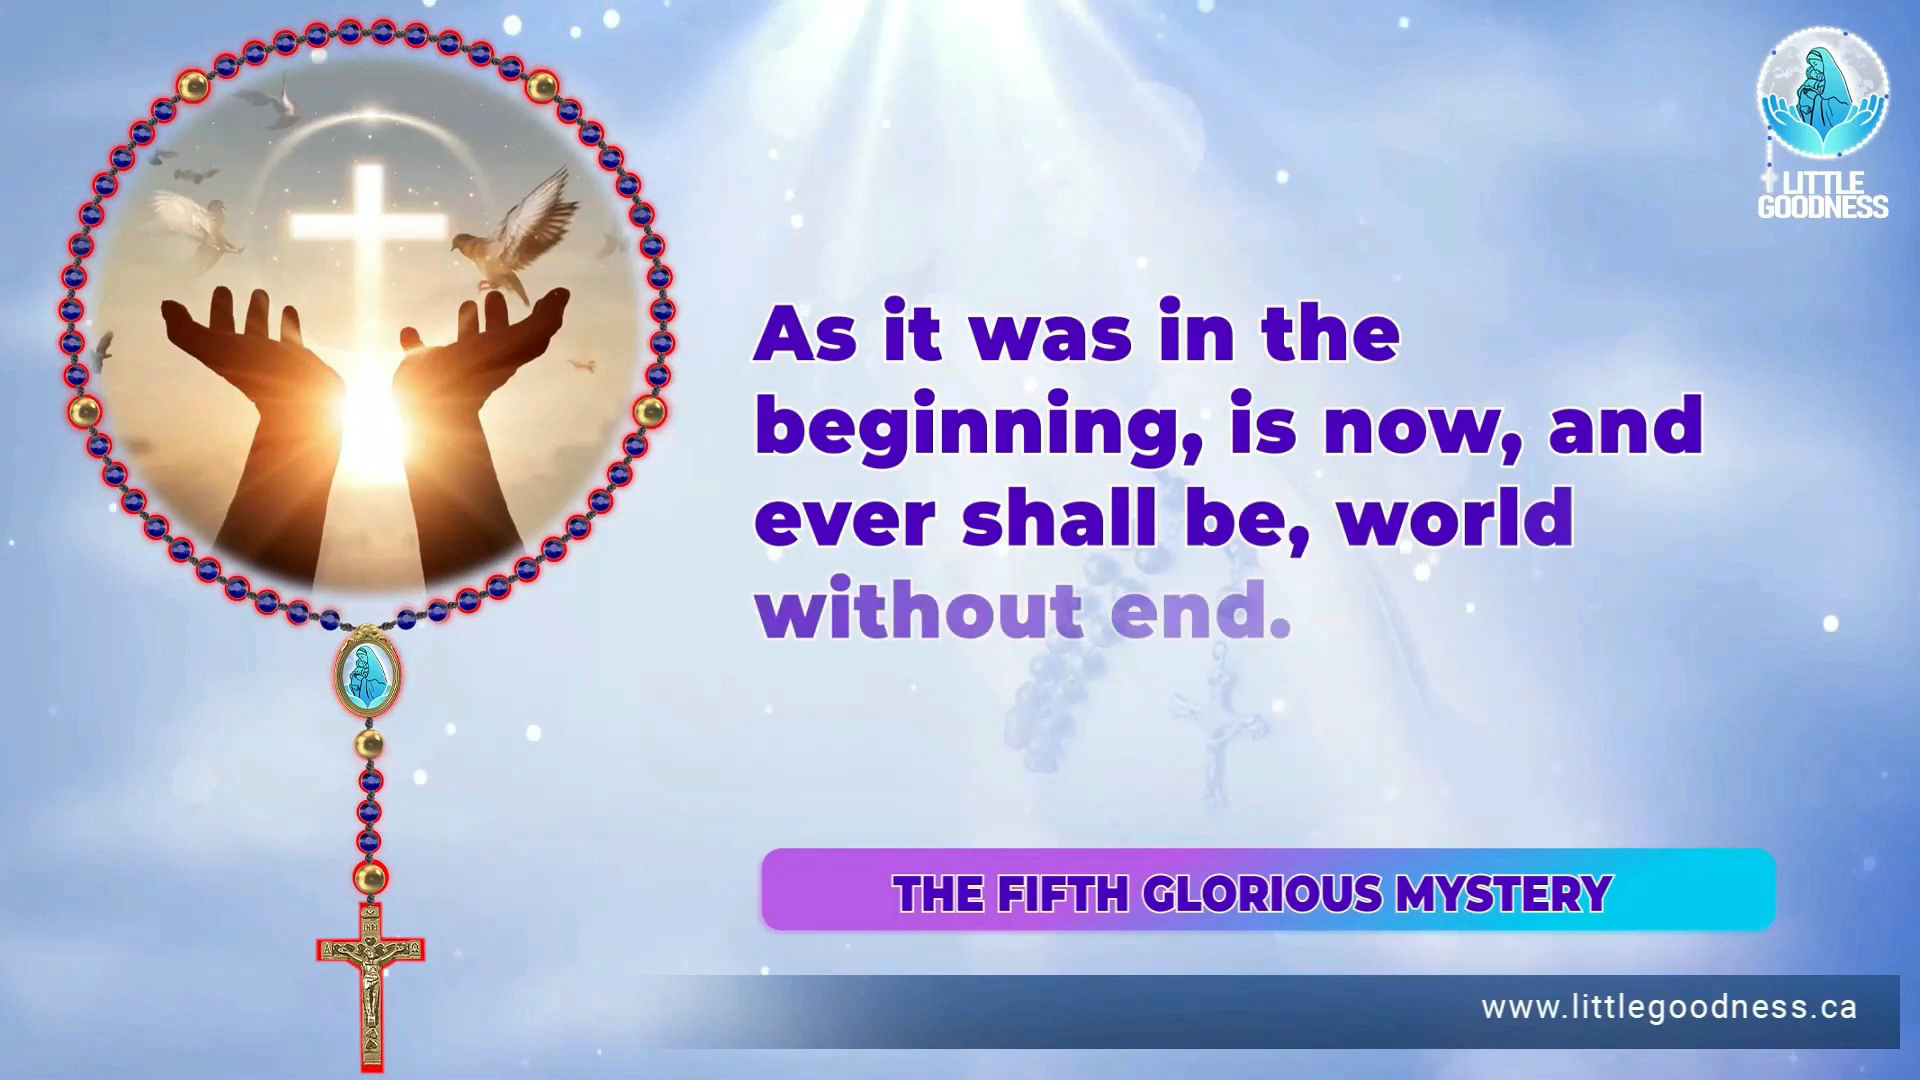 LITTLE
GOODNESS
As it was in the
beginning, is now, and
ever shall be, world
without end.
THE FIFTH GLORIOUS MYSTERY
www.littlegoodness.ca
INRI